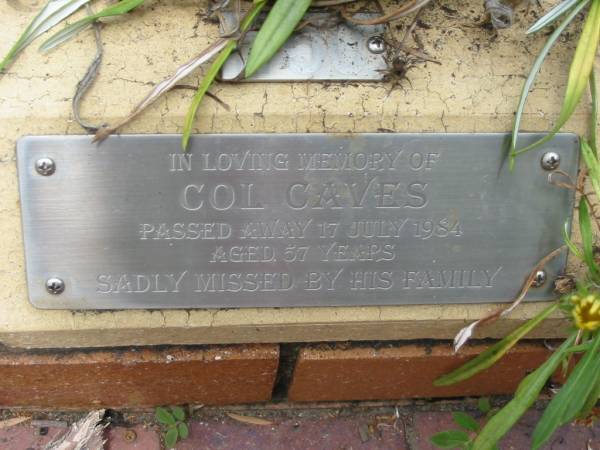 IN LOVING MEMORY OF
COL CAVES
PASSED AWAY 17 JULY 1984
AGED 57 YEARS
SADLY MISSED BY HIS FAMILY